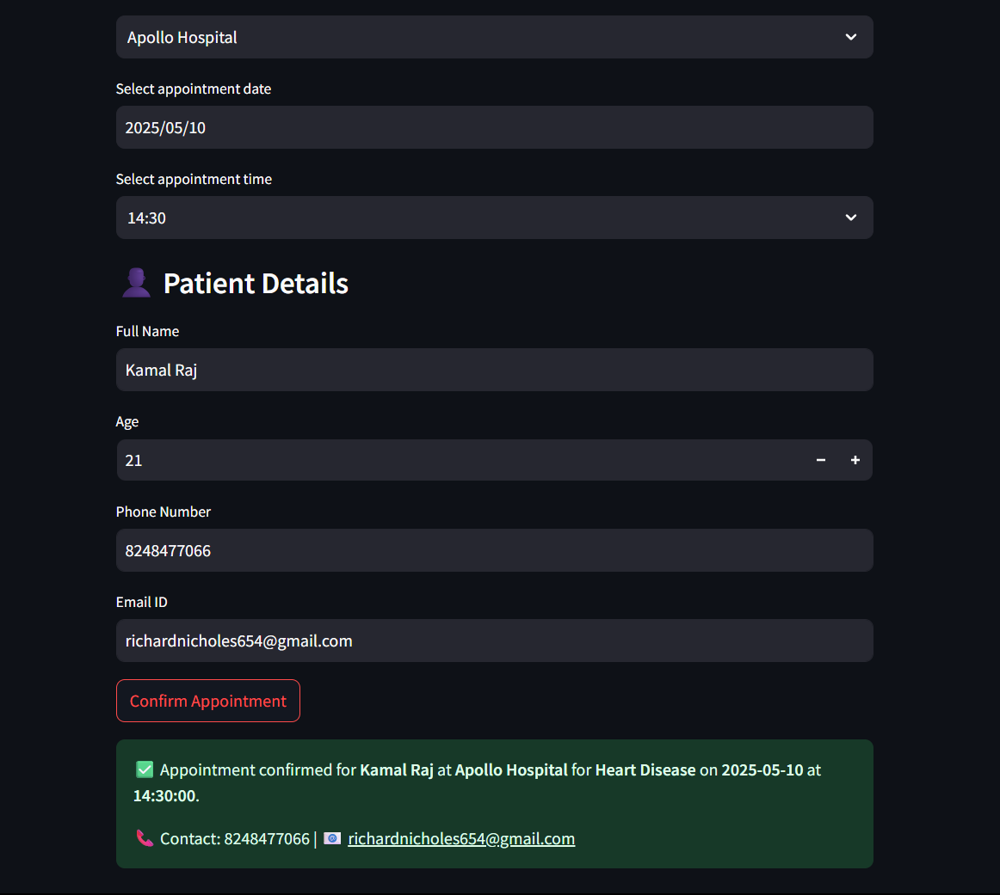 Apollo Hospital
Select appointment date
2025/05/10
Select appointment time
14:30
Patient Details
Full Name
Kamal Raj
Age
21
Phone Number
8248477066
Email ID
richardnicholes654@gmail.com
Confirm Appointment
Appointment confirmed for Kamal Raj at Apollo Hospital for Heart Disease on 2025-05-10 at
14:30:00.
Contact: 8248477066 | richardnicholes654@gmail.com